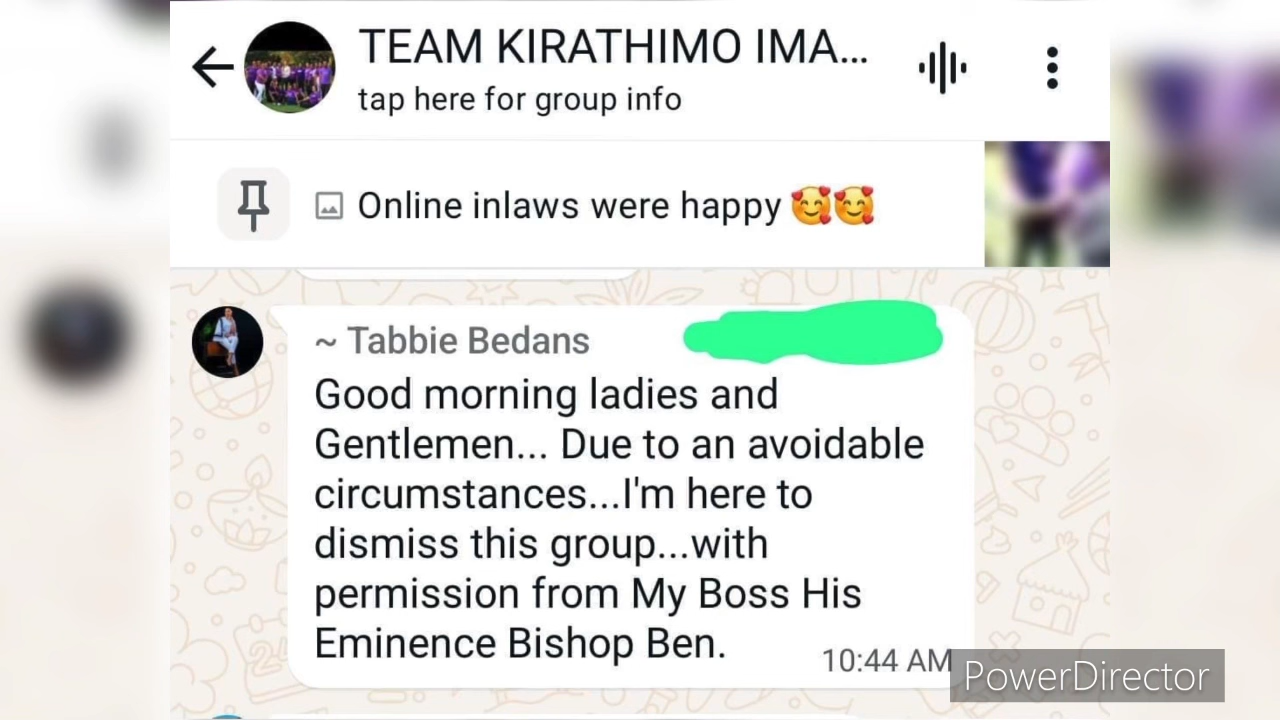 TEAM KIRATHIMO IMA...
tap here for group info
Online inlaws were happy 🥰🥰
~ Tabbie Bedans
Good morning ladies and
Gentlemen... Due to an avoidable
circumstances...I'm here to
dismiss this group...with
permission from My Boss His
Eminence Bishop Ben.
10:44 AM
PowerDirector